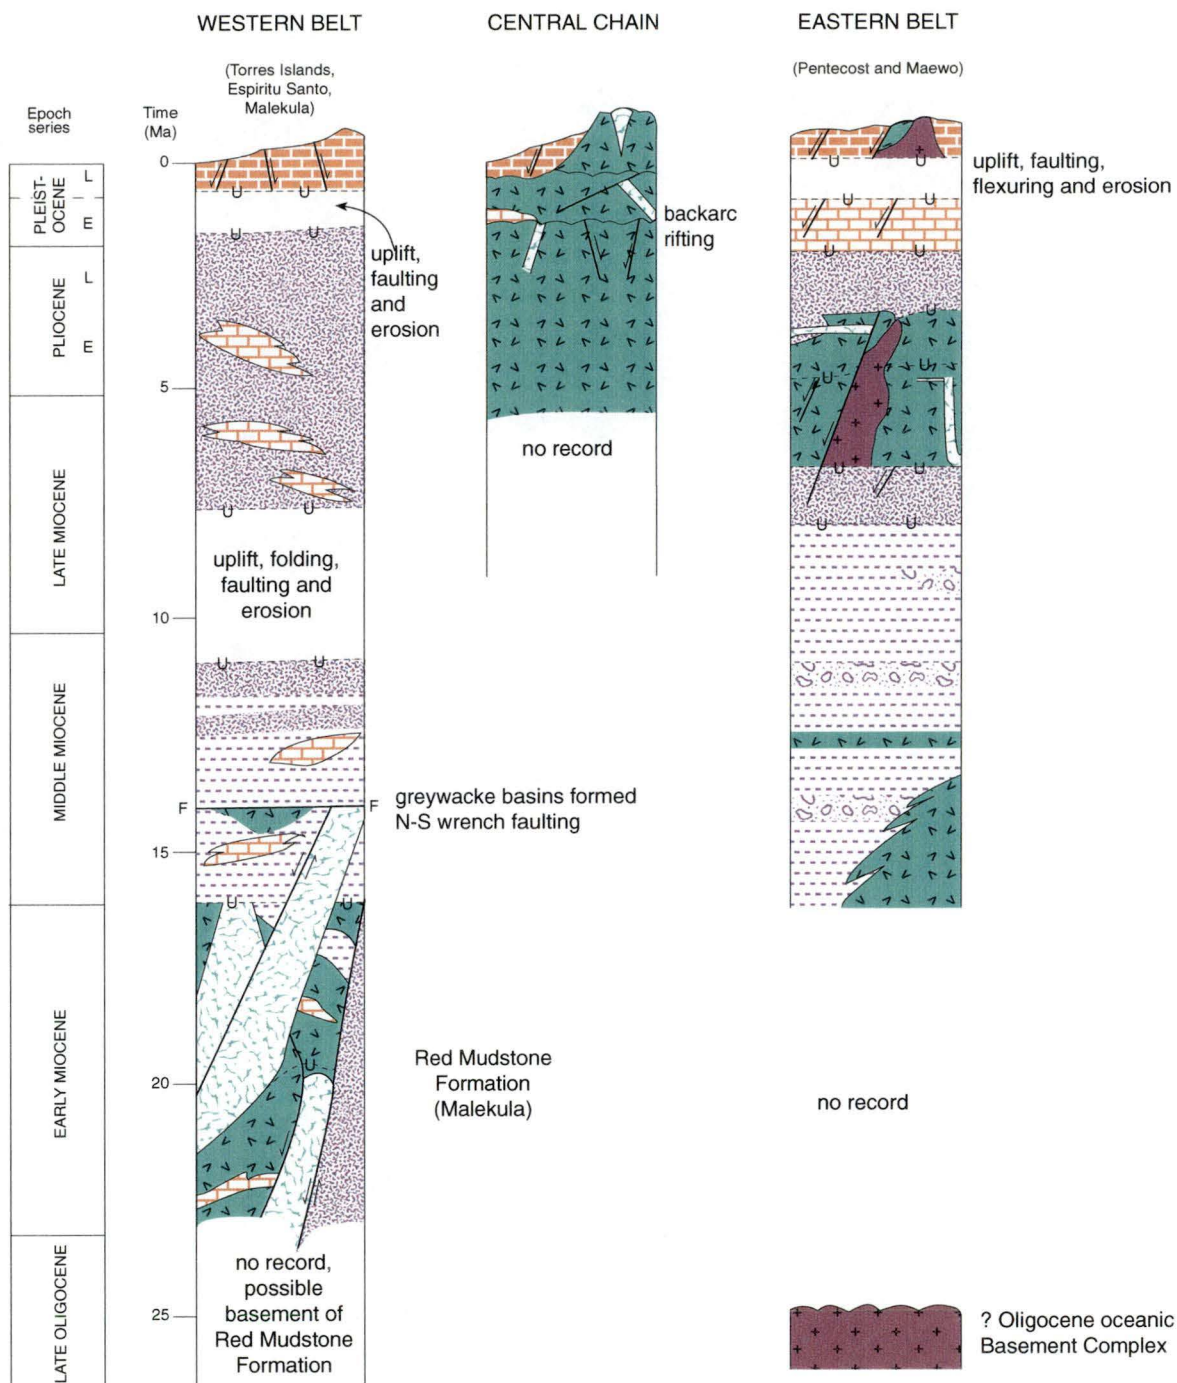 WESTERN BELT
CENTRAL CHAIN
EASTERN BELT
(Torres Islands,
Espiritu Santo,
Malekula)
(Pentecost and Maewo)
Epoch
series
Time
(Ma)
0
PLEIST-
OCENE
L
E
uplift,
faulting
and
erosion
backarc
rifting
uplift, faulting,
flexuring and erosion
PLIOCENE
L
E
5
no record
LATE MIOCENE
uplift, folding,
faulting and
erosion
10
MIDDLE MIOCENE
F
F
greywacke basins formed
N-S wrench faulting
15
EARLY MIOCENE
20
Red Mudstone
Formation
(Malekula)
no record
LATE OLIGOCENE
no record,
possible
basement of
Red Mudstone
Formation
25
? Oligocene oceanic
Basement Complex